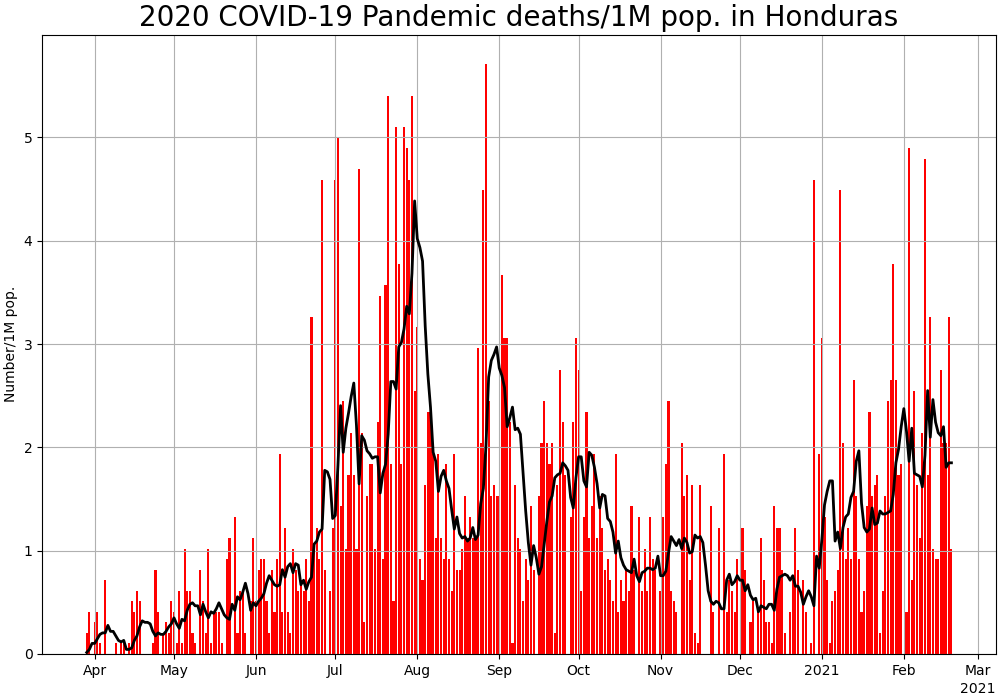 2020 COVID-19 Pandemic deaths/1M pop. in Honduras
Number/1M pop.
5
4
3
2
1
0
Apr May Jun Jul Aug Sep Oct Nov Dec 2021 Feb Mar
2021